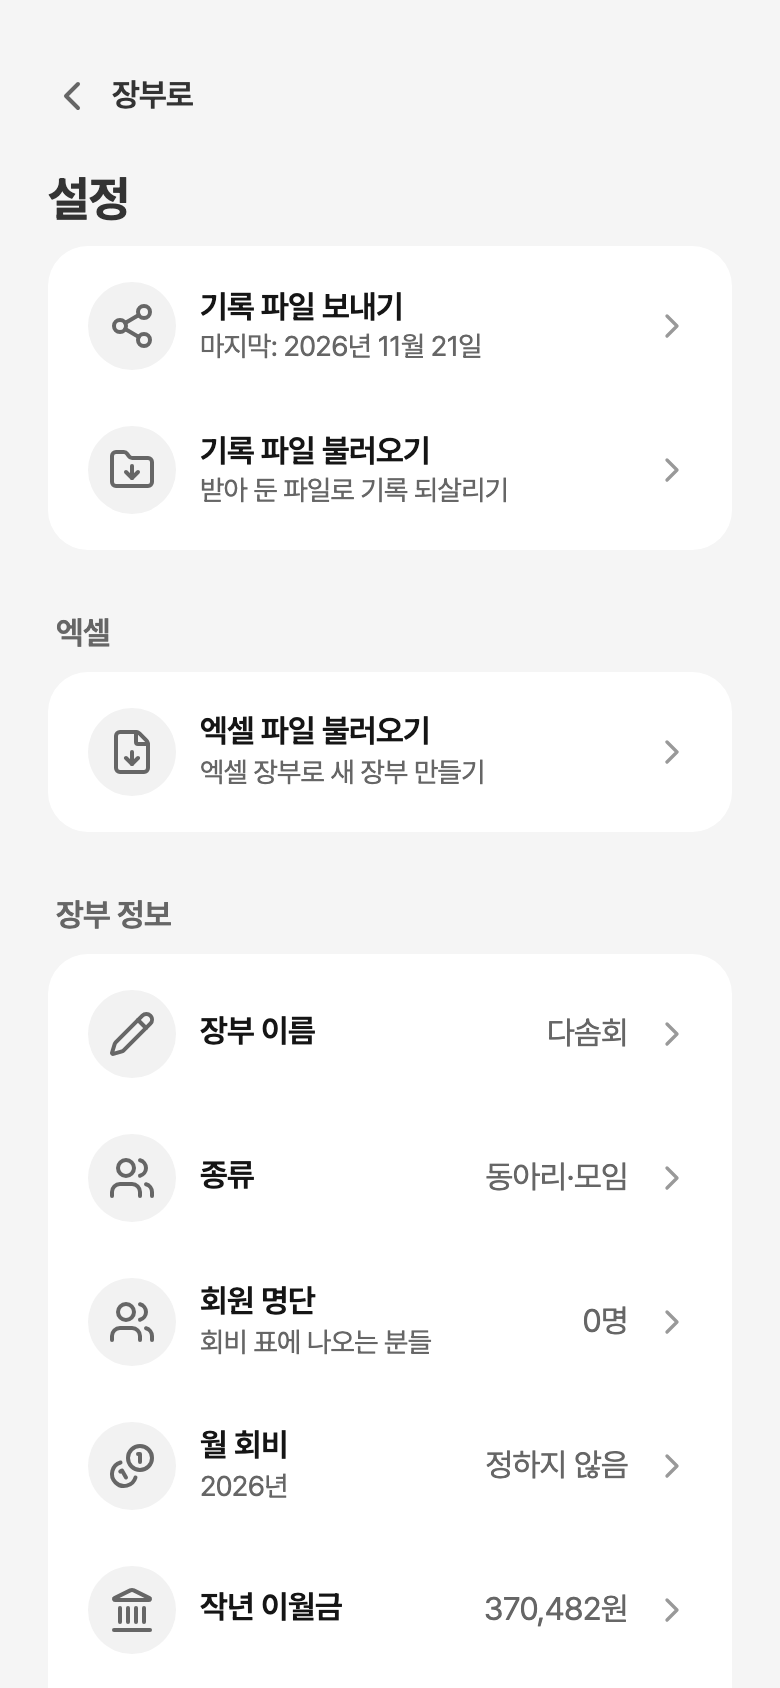 장부로
설정
기록 파일 보내기
마지막: 2026년 11월 21일
기록 파일 불러오기
받아 둔 파일로 기록 되살리기
엑셀
엑셀 파일 불러오기
엑셀 장부로 새 장부 만들기
장부 정보
장부 이름
다솜회
종류
동아리·모임
회원 명단
회비 표에 나오는 분들
0명
월 회비
2026년
정하지 않음
작년 이월금
370,482원